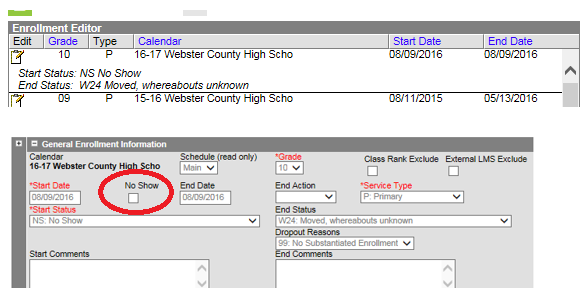 Enrollment Editor
Edit Grade Type Calendar Start Date End Date
10 P 16-17 Webster County High Scho 08/09/2016 08/09/2016
Start Status: NS No Show
End Status: W24 Moved, whereabouts unknown
09 P 15-16 Webster County High Scho 08/11/2015 05/13/2016
General Enrollment Information
Calendar Schedule (read only) *Grade Class Rank Exclude External LMS Exclude
16-17 Webster County High Scho Main 10
*Start Date No Show End Date End Action *Service Type
08/09/2016 08/09/2016 P: Primary
*Start Status End Status
NS: No Show W24: Moved, whereabouts unknown
Dropout Reasons
99: No Substantiated Enrollment
Start Comments End Comments